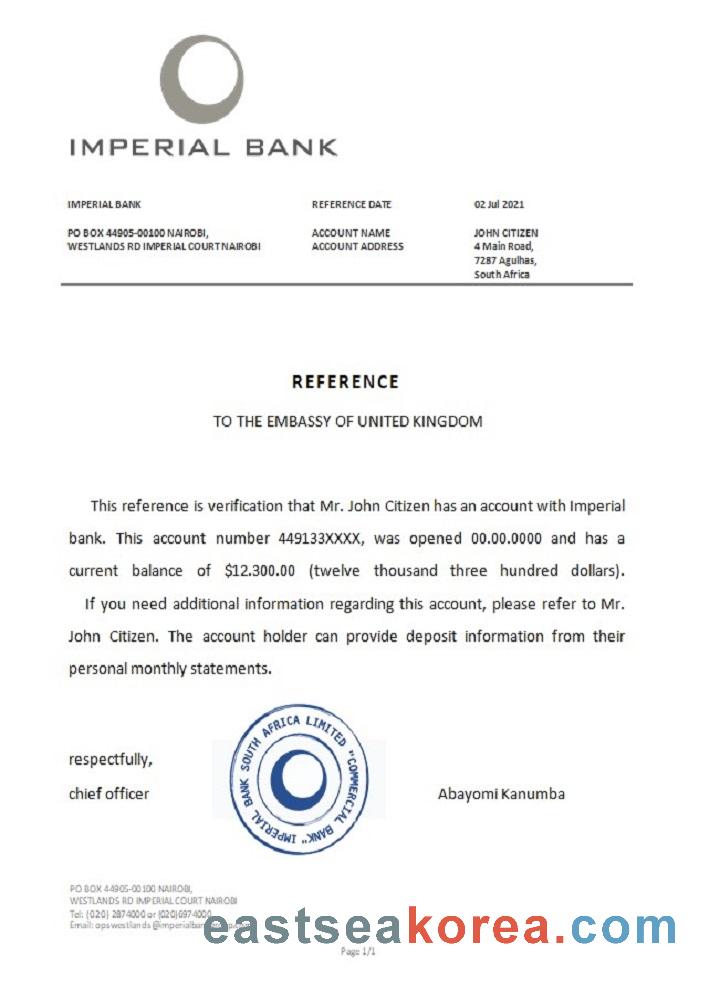 IMPERIAL BANK
IMPERIAL BANK REFERENCE DATE 02 Jul 2021
PO BOX 44905-00100 NAIROBI, ACCOUNT NAME JOHN CITIZEN
WESTLANDS RD IMPERIAL COURT NAIROBI ACCOUNT ADDRESS 4 Main Road,
7287 Agulhas,
South Africa
REFERENCE
TO THE EMBASSY OF UNITED KINGDOM
This reference is verification that Mr. John Citizen has an account with Imperial
bank. This account number 449133XXXX, was opened 00.00.0000 and has a
current balance of $12.300.00 (twelve thousand three hundred dollars).
If you need additional information regarding this account, please refer to Mr.
John Citizen. The account holder can provide deposit information from their
personal monthly statements.
respectfully,
chief officer
IMPERIAL BANK SOUTH AFRICA LIMITED "COMMERCIAL BANK"
Abayomi Kanumba
PO BOX 44905-00100 NAIROBI,
WESTLANDS RD IMPERIAL COURT NAIROBI
Tel: (020) 2874000 or (020)6974000
Email:
eastseakorea.com
Page 1/1